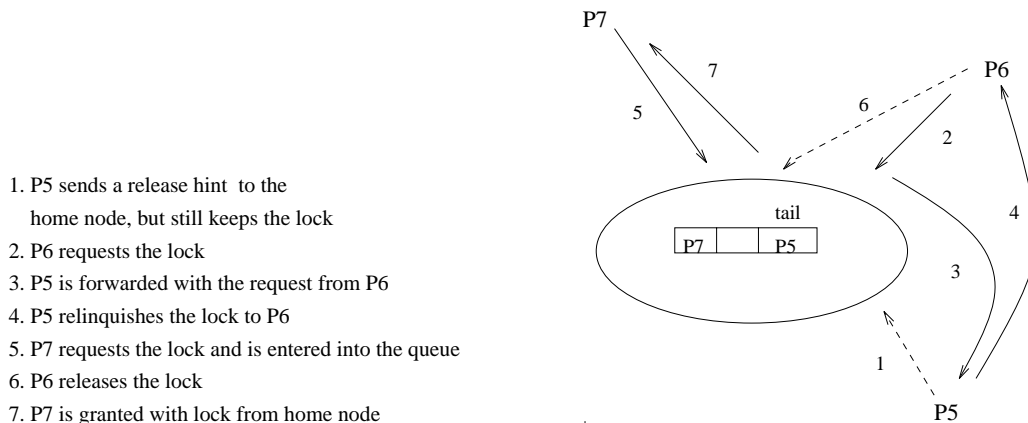 P7
7
P6
6
5
2
1. P5 sends a release hint to the
home node, but still keeps the lock
tail
4
2. P6 requests the lock
P7 P5
3. P5 is forwarded with the request from P6
3
4. P5 relinquishes the lock to P6
5. P7 requests the lock and is entered into the queue
6. P6 releases the lock
1
7. P7 is granted with lock from home node
P5